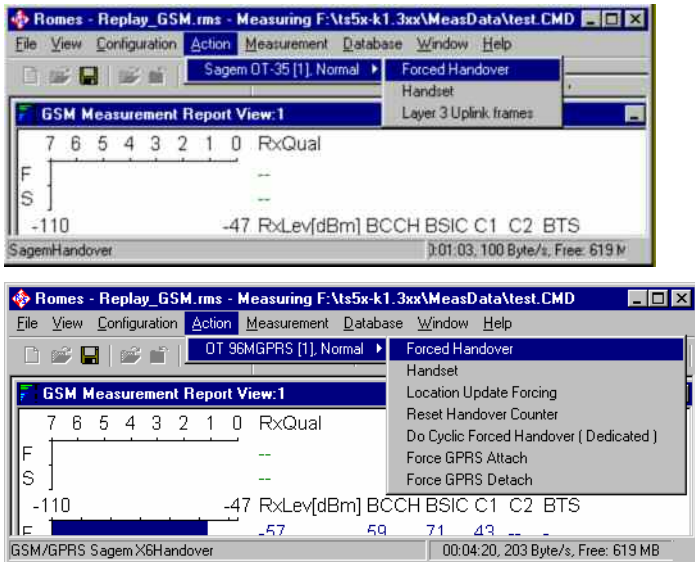 Romes - Replay_GSM.rms - Measuring F:\ts5x-k1.3xx\MeasData\test.CMD
File View Configuration Action Measurement Database Window Help
Sagem OT-35 [1], Normal
Forced Handover
Handset
Layer 3 Uplink frames
GSM Measurement Report View:1
7 6 5 4 3 2 1 0 RxQual
F --
S --
-110 -47 RxLev[dBm] BCCH BSIC C1 C2 BTS
SagemHandover 0:01:03, 100 Byte/s, Free: 619 M
Romes - Replay_GSM.rms - Measuring F:\ts5x-k1.3xx\MeasData\test.CMD
File View Configuration Action Measurement Database Window Help
OT 96MGPRS [1], Normal
Forced Handover
Handset
Location Update Forcing
Reset Handover Counter
Do Cyclic Forced Handover ( Dedicated )
Force GPRS Attach
Force GPRS Detach
GSM Measurement Report View:1
7 6 5 4 3 2 1 0 RxQual
F --
S --
-110 -47 RxLev[dBm] BCCH BSIC C1 C2 BTS
F -57 59 71 43 -- -
GSM/GPRS Sagem X6Handover 00:04:20, 203 Byte/s, Free: 619 MB